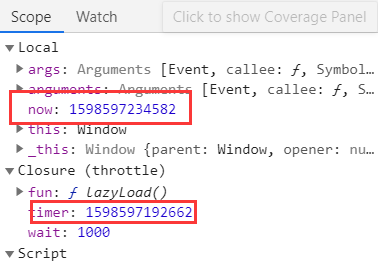 Scope Watch Click to show Coverage Panel
▼Local
▶args: Arguments [Event, callee: ƒ, Symbol…
▶arguments: Arguments [Event, callee: ƒ, S…
now: 1598597234582
▶this: Window
▶_this: Window {parent: Window, opener: nu…
▼Closure (throttle)
▶fun: ƒ lazyLoad()
timer: 1598597192662
wait: 1000
▶Script